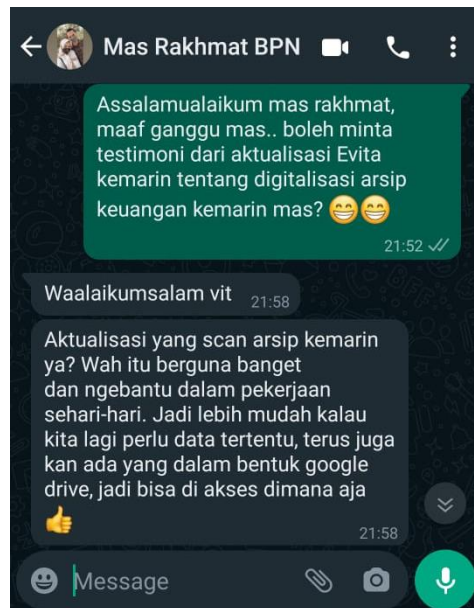 Mas Rakhmat BPN
Assalamualaikum mas rakhmat,
maaf ganggu mas.. boleh minta
testimoni dari aktualisasi Evita
kemarin tentang digitalisasi arsip
keuangan kemarin mas? 😁😁
21:52
Waalaikumsalam vit 21:58
Aktualisasi yang scan arsip kemarin
ya? Wah itu berguna banget
dan ngebantu dalam pekerjaan
sehari-hari. Jadi lebih mudah kalau
kita lagi perlu data tertentu, terus juga
kan ada yang dalam bentuk google
drive, jadi bisa di akses dimana aja
👍
21:58
Message